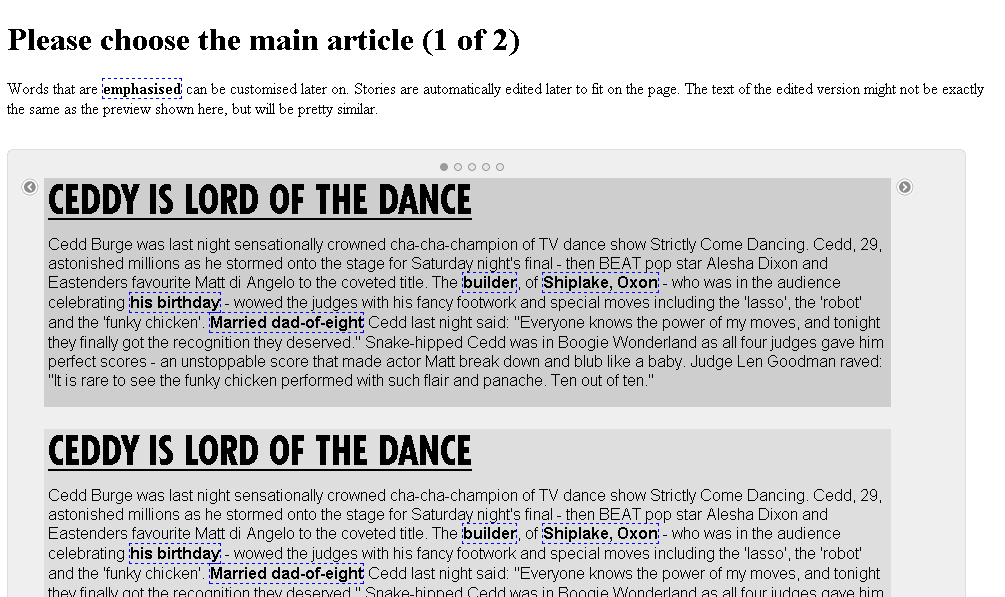 Please choose the main article (1 of 2)
Words that are emphasised can be customised later on. Stories are automatically edited later to fit on the page. The text of the edited version might not be exactly
the same as the preview shown here, but will be pretty similar.
CEDDY IS LORD OF THE DANCE
Cedd Burge was last night sensationally crowned cha-cha-champion of TV dance show Strictly Come Dancing. Cedd, 29,
astonished millions as he stormed onto the stage for Saturday night's final - then BEAT pop star Alesha Dixon and
Eastenders favourite Matt di Angelo to the coveted title. The builder, of Shiplake, Oxon - who was in the audience
celebrating his birthday - wowed the judges with his fancy footwork and special moves including the 'lasso', the 'robot'
and the 'funky chicken'. Married dad-of-eight Cedd last night said: "Everyone knows the power of my moves, and tonight
they finally got the recognition they deserved." Snake-hipped Cedd was in Boogie Wonderland as all four judges gave him
perfect scores - an unstoppable score that made actor Matt break down and blub like a baby. Judge Len Goodman raved:
"It is rare to see the funky chicken performed with such flair and panache. Ten out of ten."
CEDDY IS LORD OF THE DANCE
Cedd Burge was last night sensationally crowned cha-cha-champion of TV dance show Strictly Come Dancing. Cedd, 29,
astonished millions as he stormed onto the stage for Saturday night's final - then BEAT pop star Alesha Dixon and
Eastenders favourite Matt di Angelo to the coveted title. The builder, of Shiplake, Oxon - who was in the audience
celebrating his birthday - wowed the judges with his fancy footwork and special moves including the 'lasso', the 'robot'
and the 'funky chicken'. Married dad-of-eight Cedd last night said: "Everyone knows the power of my moves, and tonight
they finally got the recognition they deserved." Snake-hipped Cedd was in Boogie Wonderland as all four judges gave him